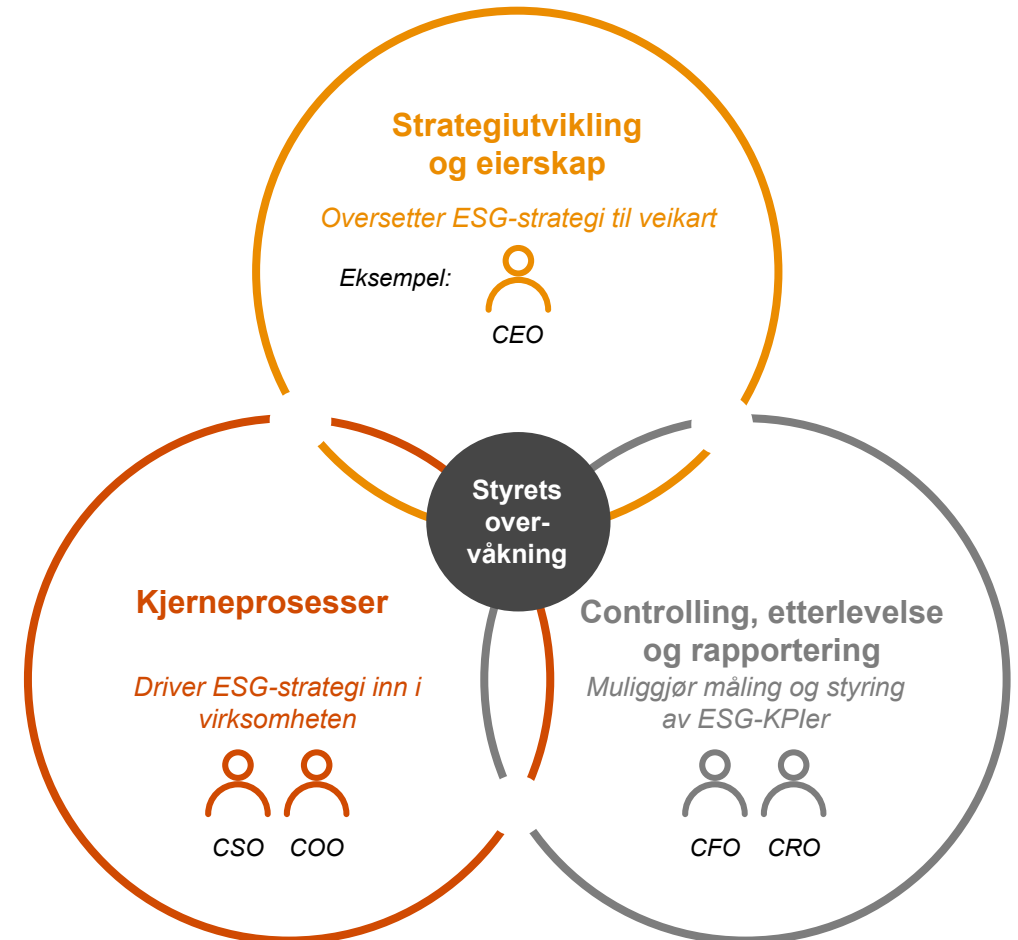 Strategiutvikling
og eierskap
Oversetter ESG-strategi til veikart
Eksempel:
CEO
Styrets
over-
våkning
Kjerneprosesser
Driver ESG-strategi inn i
virksomheten
CSO COO
Controlling, etterlevelse
og rapportering
Muliggjør måling og styring
av ESG-KPIer
CFO CRO